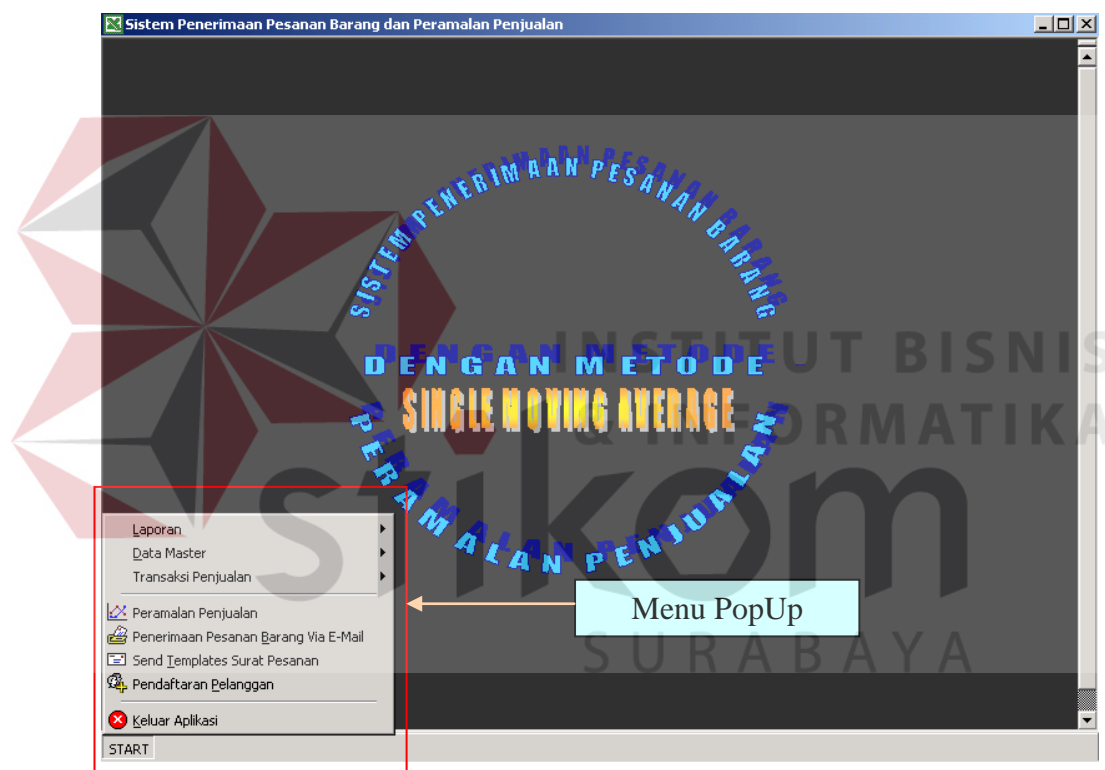 Sistem Penerimaan Pesanan Barang dan Peramalan Penjualan
SISTEM PENERIMAAN PESANAN BARANG
DENGAN METODE
SINGLE MOVING AVERAGE
PERAMALAN PENJUALAN
INSTITUT BISNIS
& INFORMATIKA
stikom
SURABAYA
Laporan
Data Master
Transaksi Penjualan
Peramalan Penjualan
Penerimaan Pesanan Barang Via E-Mail
Send Templates Surat Pesanan
Pendaftaran Pelanggan
Keluar Aplikasi
Menu PopUp
START